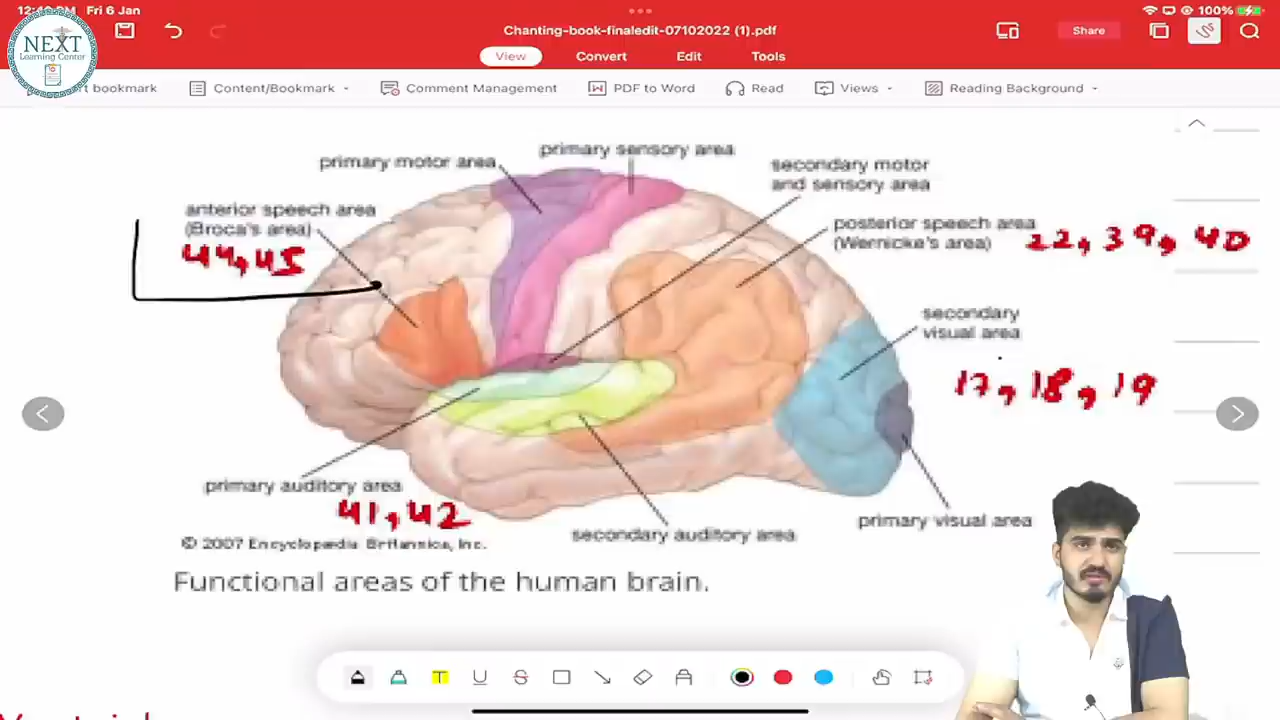 12:40 PM Fri 6 Jan
100%
NEXT
Learning Center
Chanting-book-finaledit-07102022 (1).pdf
Share
View Convert Edit Tools
bookmark Content/Bookmark Comment Management PDF to Word Read Views Reading Background
primary motor area
primary sensory area
secondary motor
and sensory area
anterior speech area
(Broca's area)
44,45
posterior speech area
(Wernicke's area)
22, 39, 40
secondary
visual area
17, 18, 19
primary auditory area
41,42
secondary auditory area
primary visual area
© 2007 Encyclopædia Britannica, Inc.
Functional areas of the human brain.
T U S